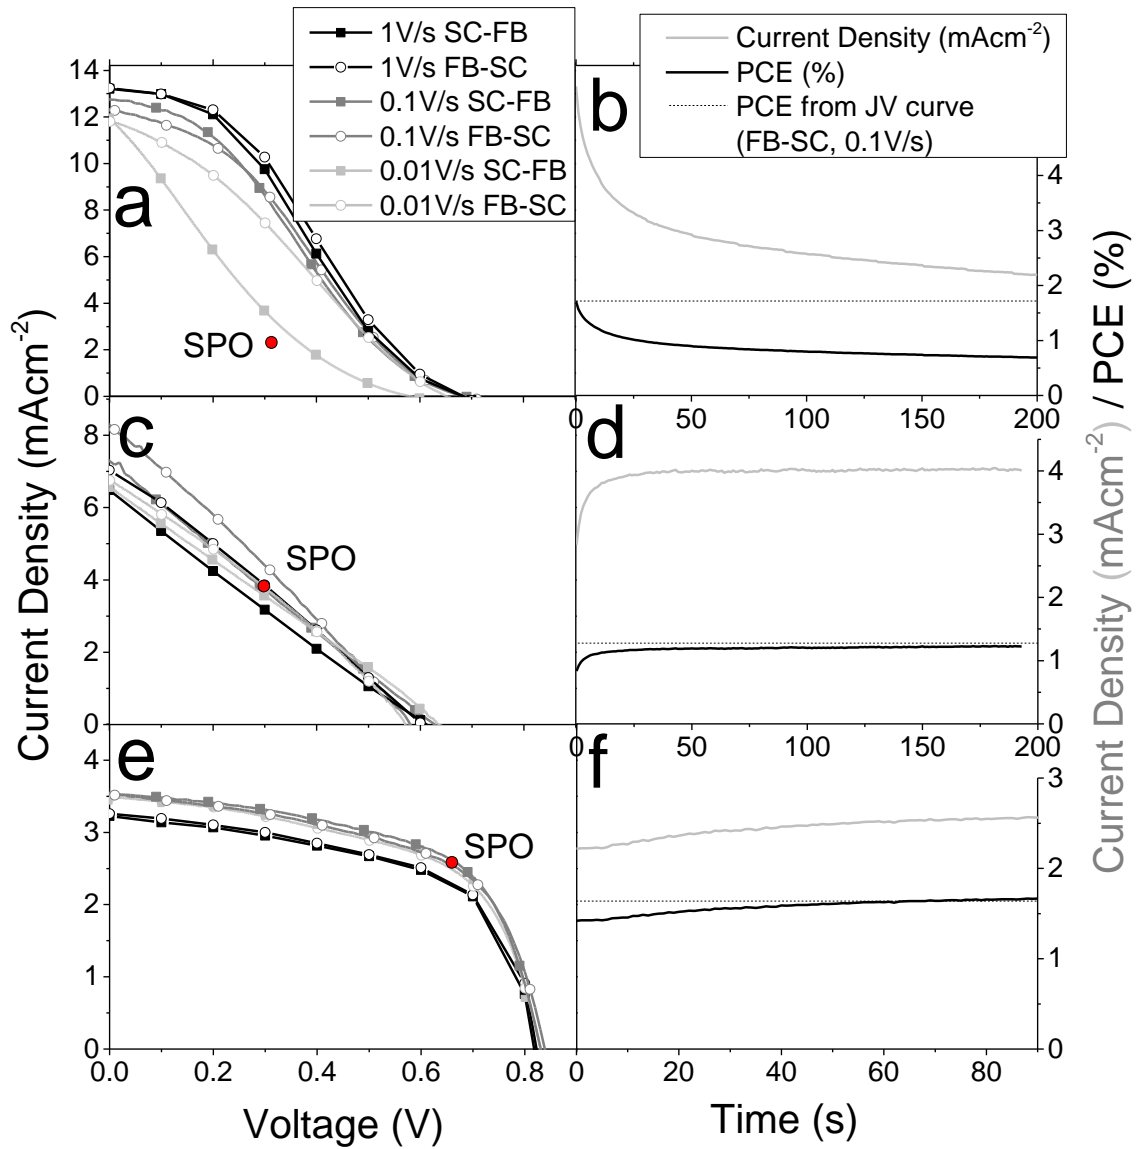 1V/s SC-FB
1V/s FB-SC
0.1V/s SC-FB
0.1V/s FB-SC
0.01V/s SC-FB
0.01V/s FB-SC
Current Density (mAcm-2)
PCE (%)
PCE from JV curve
(FB-SC, 0.1V/s)
a
14
12
10
8
6
4
2
0
SPO
b
4
3
2
1
0
0 50 100 150 200
c
8
6
4
2
0
SPO
d
4
3
2
1
0
0 50 100 150 200
e
4
3
2
1
0
SPO
0.0 0.2 0.4 0.6 0.8
f
3
2
1
0
0 20 40 60 80
Current Density (mAcm-2)
Voltage (V)
Time (s)
Current Density (mAcm-2) / PCE (%)